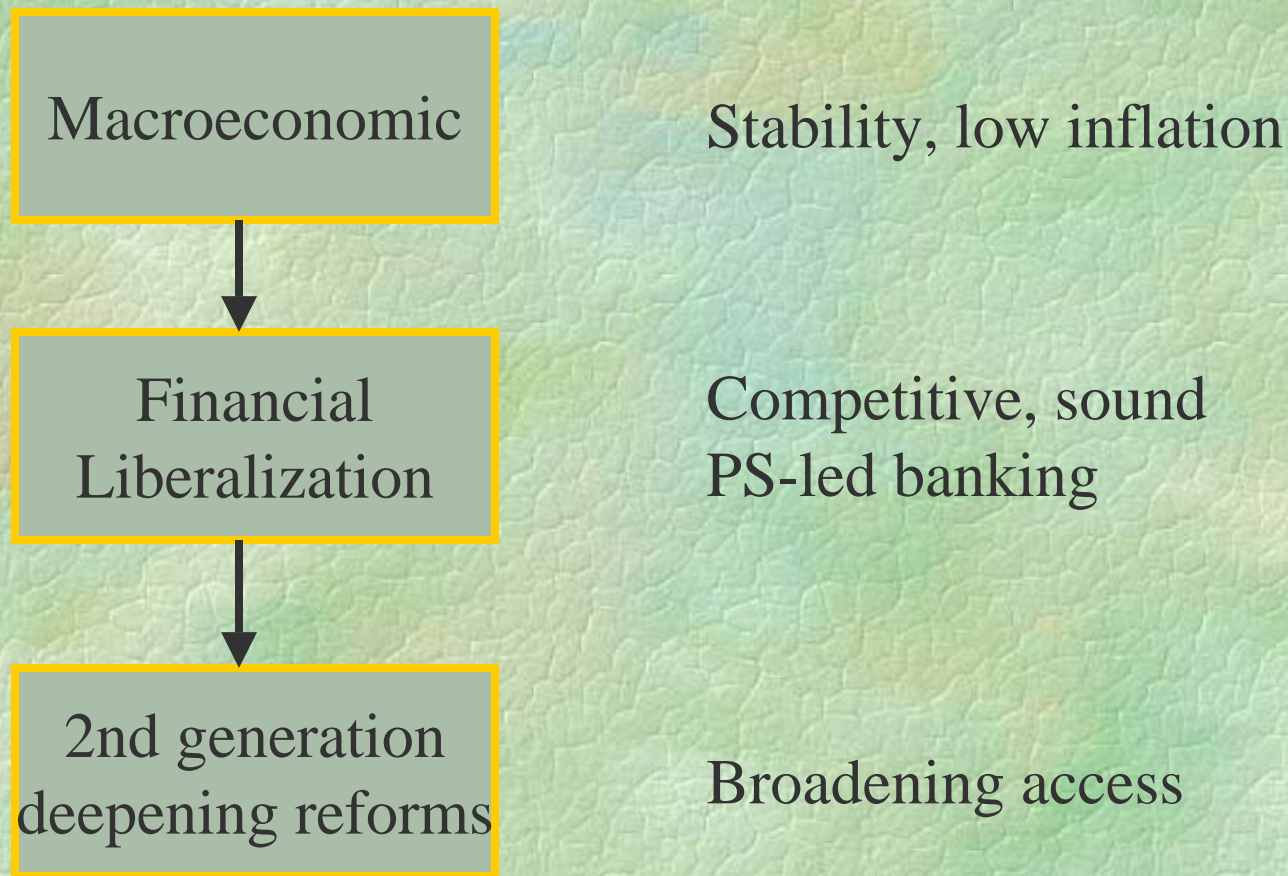 Macroeconomic
Stability, low inflation
Financial
Liberalization
Competitive, sound
PS-led banking
2nd generation
deepening reforms
Broadening access